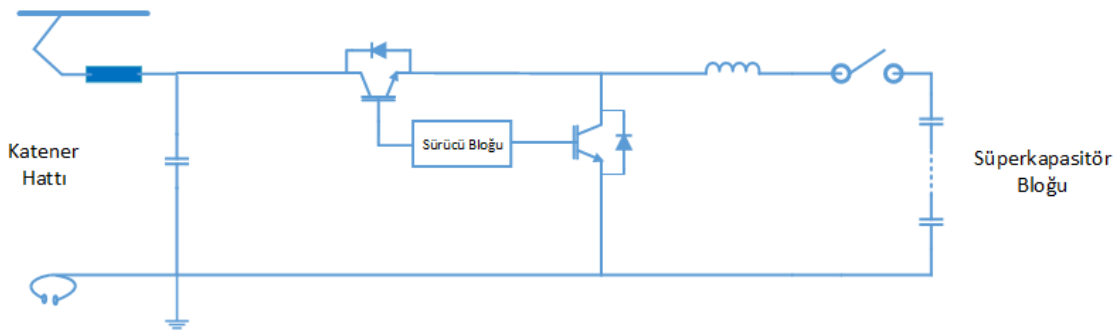 Sürücü Bloğu
Katener
Hattı
Süperkapasitör
Bloğu